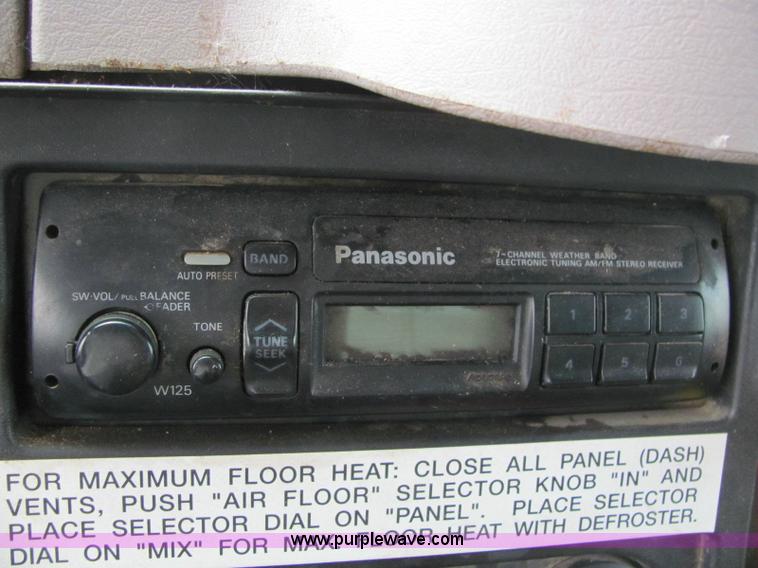 Panasonic
7-CHANNEL WEATHER BAND
ELECTRONIC TUNING AM/FM STEREO RECEIVER
BAND
AUTO PRESET
SW·VOL/PULL BALANCE
FADER
TONE
TUNE
SEEK
W125
1 2 3
4 5 6
FOR MAXIMUM FLOOR HEAT: CLOSE ALL PANEL (DASH)
VENTS, PUSH "AIR FLOOR" SELECTOR KNOB "IN" AND
PLACE SELECTOR DIAL ON "PANEL". PLACE SELECTOR
DIAL ON "MIX" FOR MAX. FLOOR HEAT WITH DEFROSTER.
www.purplewave.com